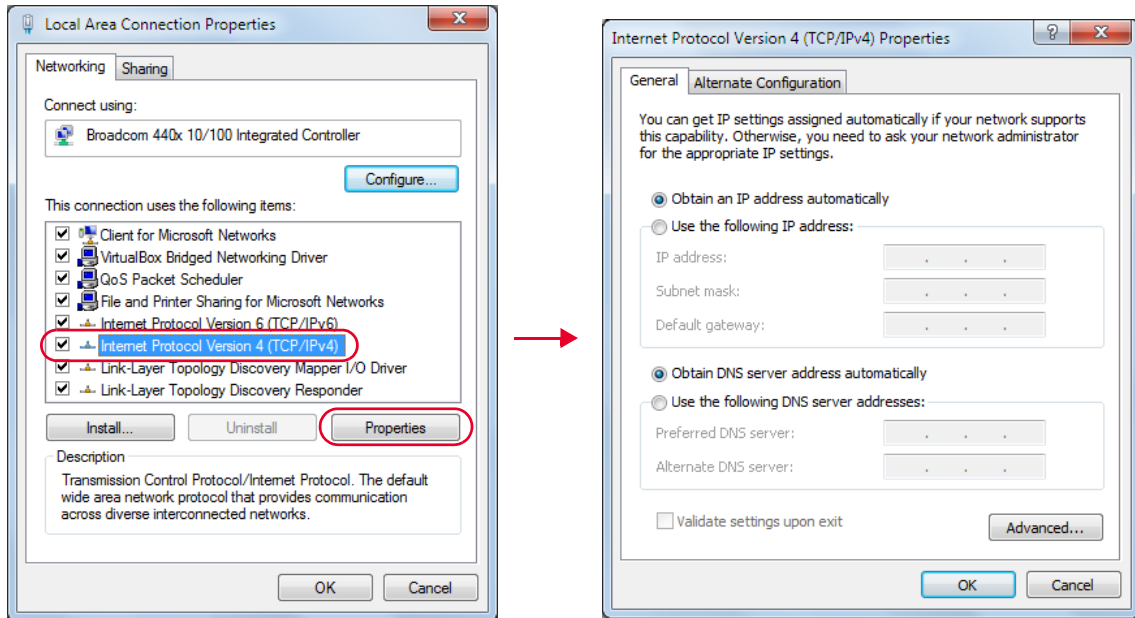 Local Area Connection Properties
Networking
Sharing
Connect using:
Broadcom 440x 10/100 Integrated Controller
Configure...
This connection uses the following items:
Client for Microsoft Networks
VirtualBox Bridged Networking Driver
QoS Packet Scheduler
File and Printer Sharing for Microsoft Networks
Internet Protocol Version 6 (TCP/IPv6)
Internet Protocol Version 4 (TCP/IPv4)
Link-Layer Topology Discovery Mapper I/O Driver
Link-Layer Topology Discovery Responder
Install...
Uninstall
Properties
Description
Transmission Control Protocol/Internet Protocol. The default
wide area network protocol that provides communication
across diverse interconnected networks.
OK
Cancel
Internet Protocol Version 4 (TCP/IPv4) Properties
General
Alternate Configuration
You can get IP settings assigned automatically if your network supports
this capability. Otherwise, you need to ask your network administrator
for the appropriate IP settings.
Obtain an IP address automatically
Use the following IP address:
IP address:
Subnet mask:
Default gateway:
Obtain DNS server address automatically
Use the following DNS server addresses:
Preferred DNS server:
Alternate DNS server:
Validate settings upon exit
Advanced...
OK
Cancel